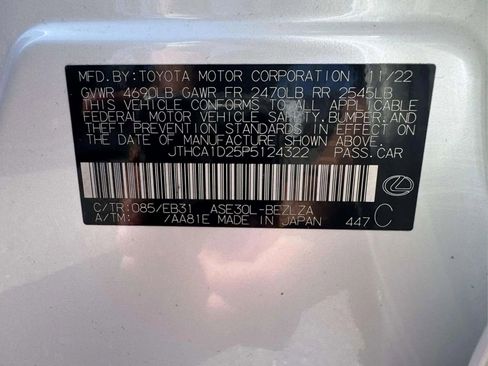 MFD.BY: TOYOTA MOTOR CORPORATION 11/22
GVWR 4690LB GAWR FR 2470LB RR 2545LB
THIS VEHICLE CONFORMS TO ALL APPLICABLE
FEDERAL MOTOR VEHICLE SAFETY, BUMPER, AND
THEFT PREVENTION STANDARDS IN EFFECT ON
THE DATE OF MANUFACTURE SHOWN ABOVE.
JTHCA1D25P5124322 PASS.CAR
C/TR: 085/EB31 ASE30L-BEZLZA
A/TM: /AA81E MADE IN JAPAN 447 C